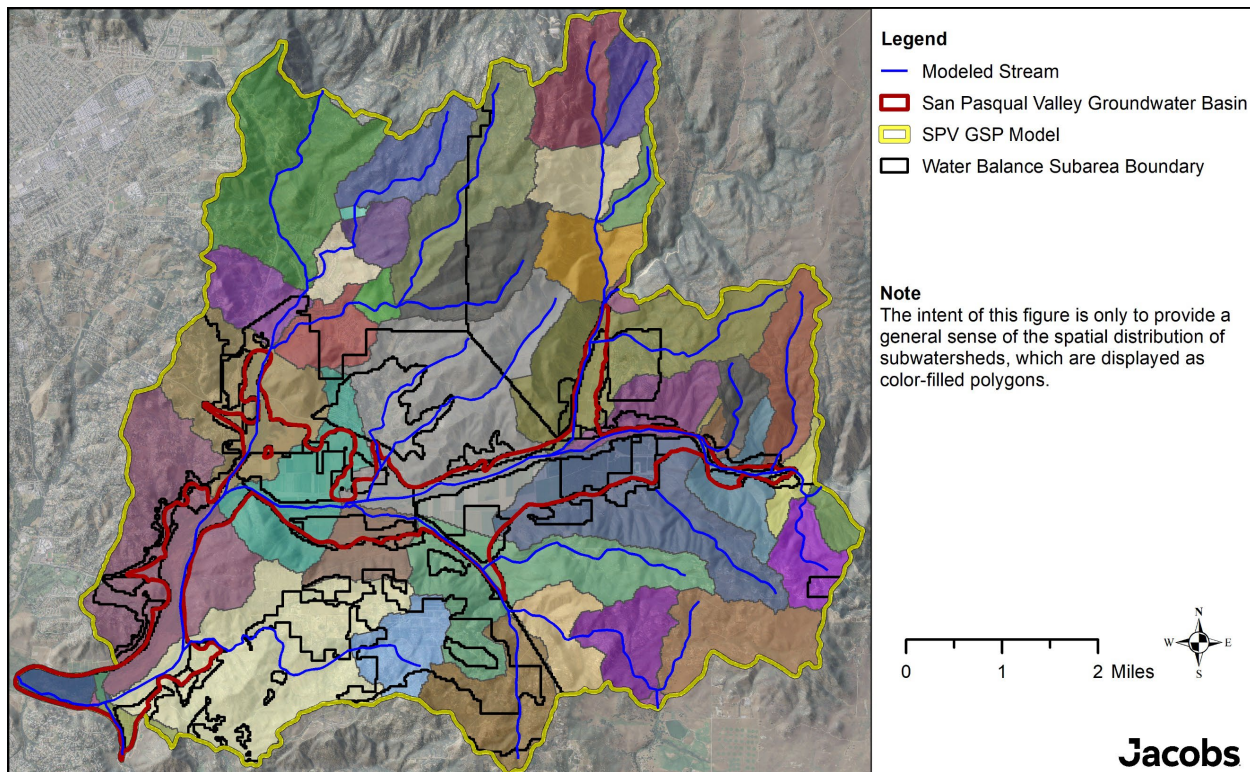 Legend
Modeled Stream
San Pasqual Valley Groundwater Basin
SPV GSP Model
Water Balance Subarea Boundary
Note
The intent of this figure is only to provide a
general sense of the spatial distribution of
subwatersheds, which are displayed as
color-filled polygons.
N
W E
S
0 1 2 Miles
Jacobs